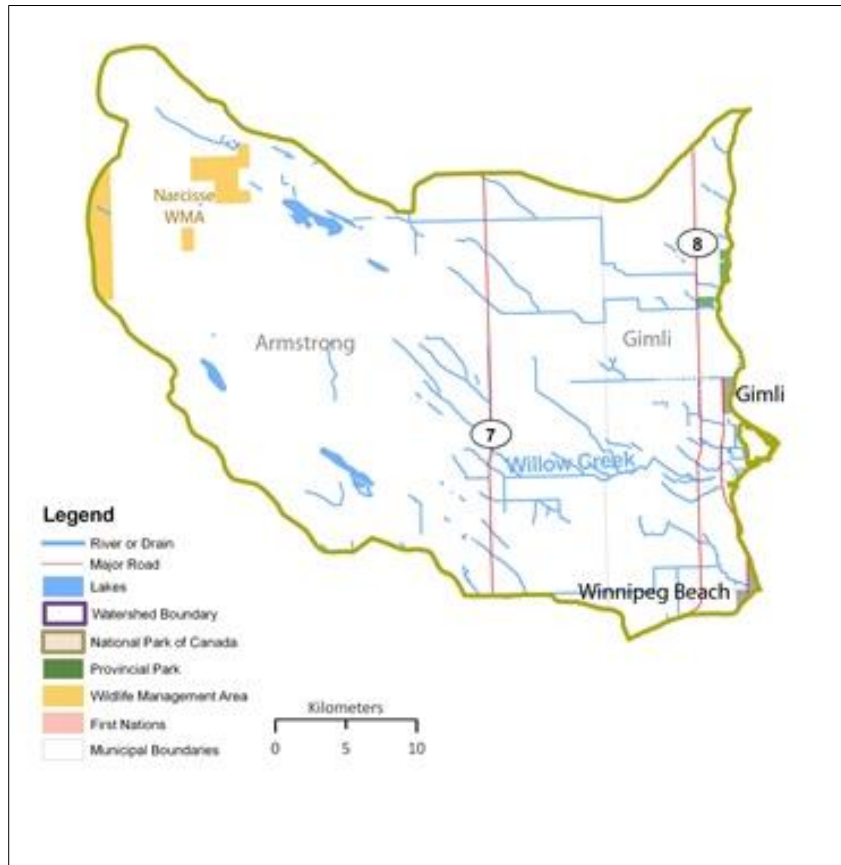 Narcisse
WMA
8
Armstrong
Gimli
Gimli
7
Willow Creek
Winnipeg Beach
Legend
River or Drain
Major Road
Lakes
Watershed Boundary
National Park of Canada
Provincial Park
Wildlife Management Area
First Nations
Municipal Boundaries
Kilometers
0 5 10